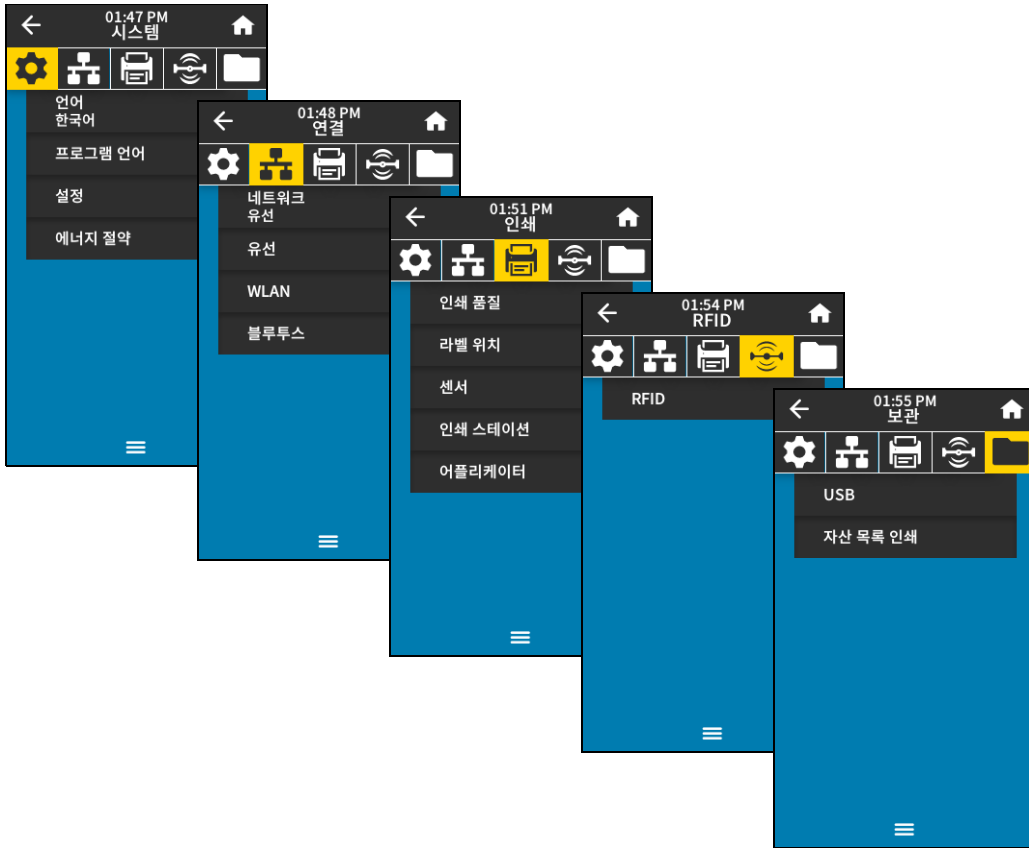 01:47 PM
시스템
언어
한국어
프로그램 언어
설정
에너지 절약
01:48 PM
연결
네트워크
유선
유선
WLAN
블루투스
01:51 PM
인쇄
인쇄 품질
라벨 위치
센서
인쇄 스테이션
어플리케이터
01:54 PM
RFID
RFID
01:55 PM
보관
USB
자산 목록 인쇄